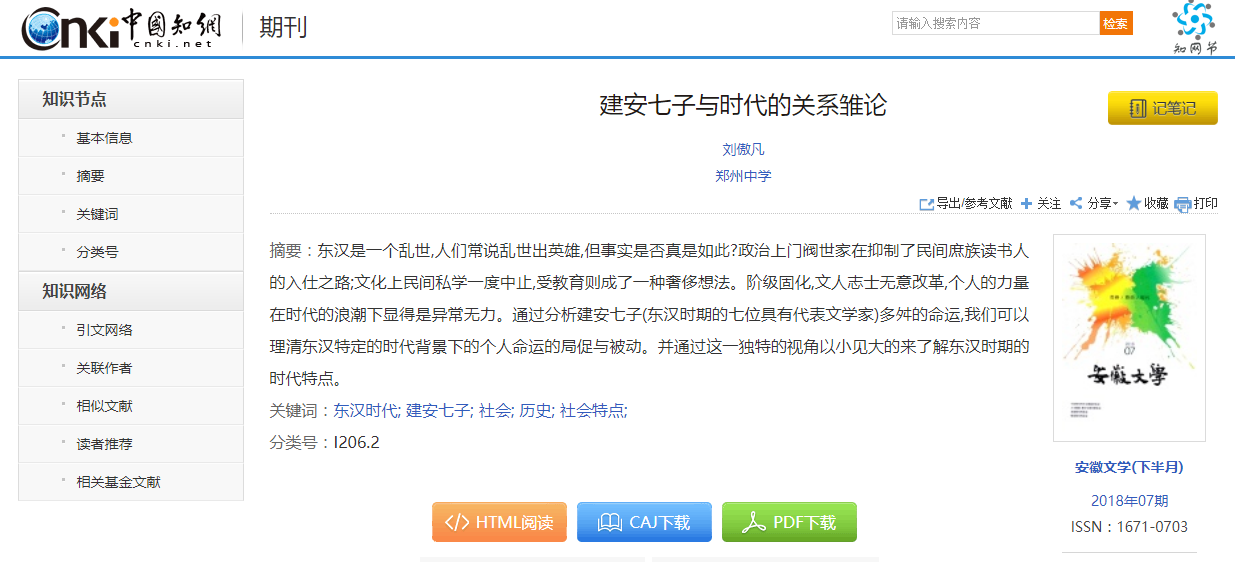 Cnki中國知網
cnki.net
期刊
请输入搜索内容
检索
知网节
知识节点
基本信息
摘要
关键词
分类号
知识网络
引文网络
关联作者
相似文献
读者推荐
相关基金文献
建安七子与时代的关系雏论
记笔记
刘傲凡
郑州中学
导出/参考文献 关注 分享 收藏 打印
摘要：东汉是一个乱世,人们常说乱世出英雄,但事实是否真是如此?政治上门阀世家在抑制了民间庶族读书人
的入仕之路;文化上民间私学一度中止,受教育则成了一种奢侈想法。阶级固化,文人志士无意改革,个人的力量
在时代的浪潮下显得是异常无力。通过分析建安七子(东汉时期的七位具有代表文学家)多舛的命运,我们可以
理清东汉特定的时代背景下的个人命运的局促与被动。并通过这一独特的视角以小见大的来了解东汉时期的
时代特点。
关键词：东汉时代; 建安七子; 社会; 历史; 社会特点;
分类号：I206.2
HTML阅读
CAJ下载
PDF下载
07
安徽文學
安徽文学(下半月)
2018年07期
ISSN：1671-0703